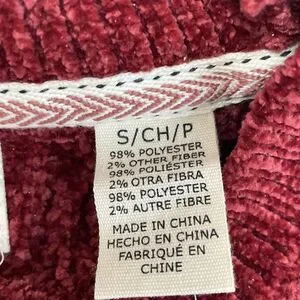 S/CH/P
98% POLYESTER
2% OTHER FIBER
98% POLIÉSTER
2% OTRA FIBRA
98% POLYESTER
2% AUTRE FIBRE
MADE IN CHINA
HECHO EN CHINA
FABRIQUÉ EN
CHINE